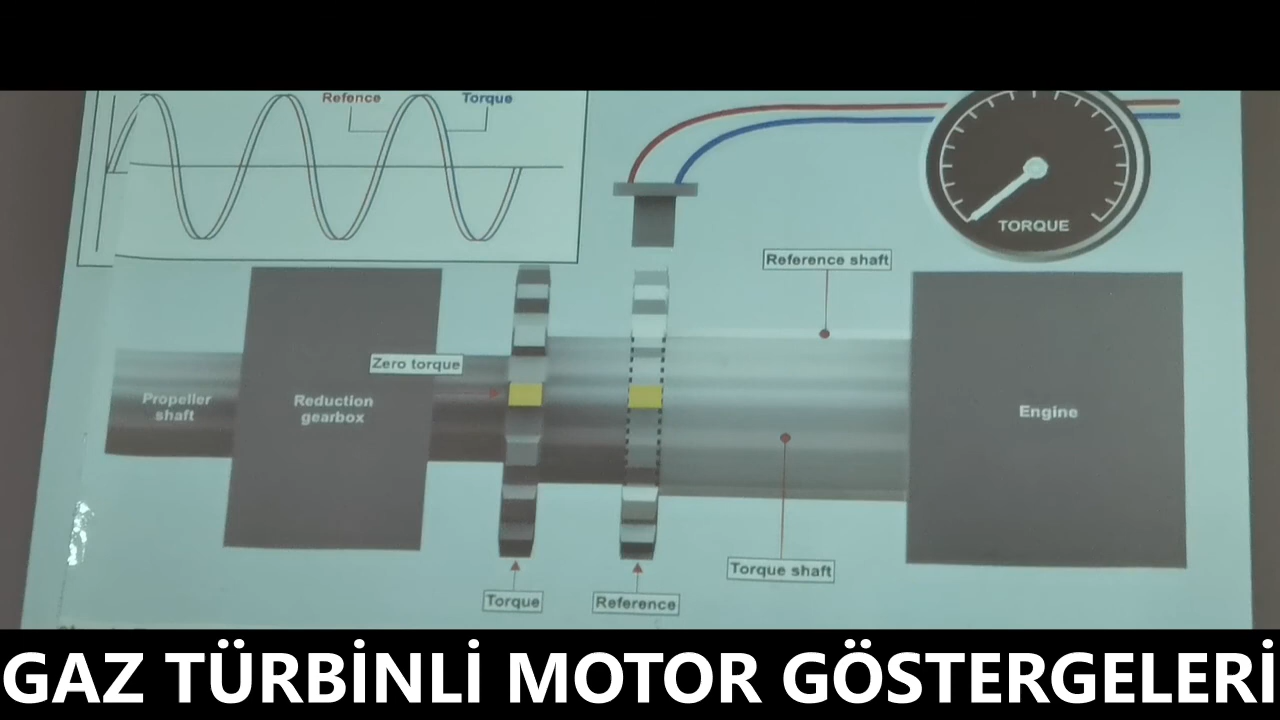 Refence
Torque
TORQUE
Reference shaft
Zero torque
Propeller
shaft
Reduction
gearbox
Engine
Torque shaft
Torque
Reference
GAZ TÜRBİNLİ MOTOR GÖSTERGELERİ